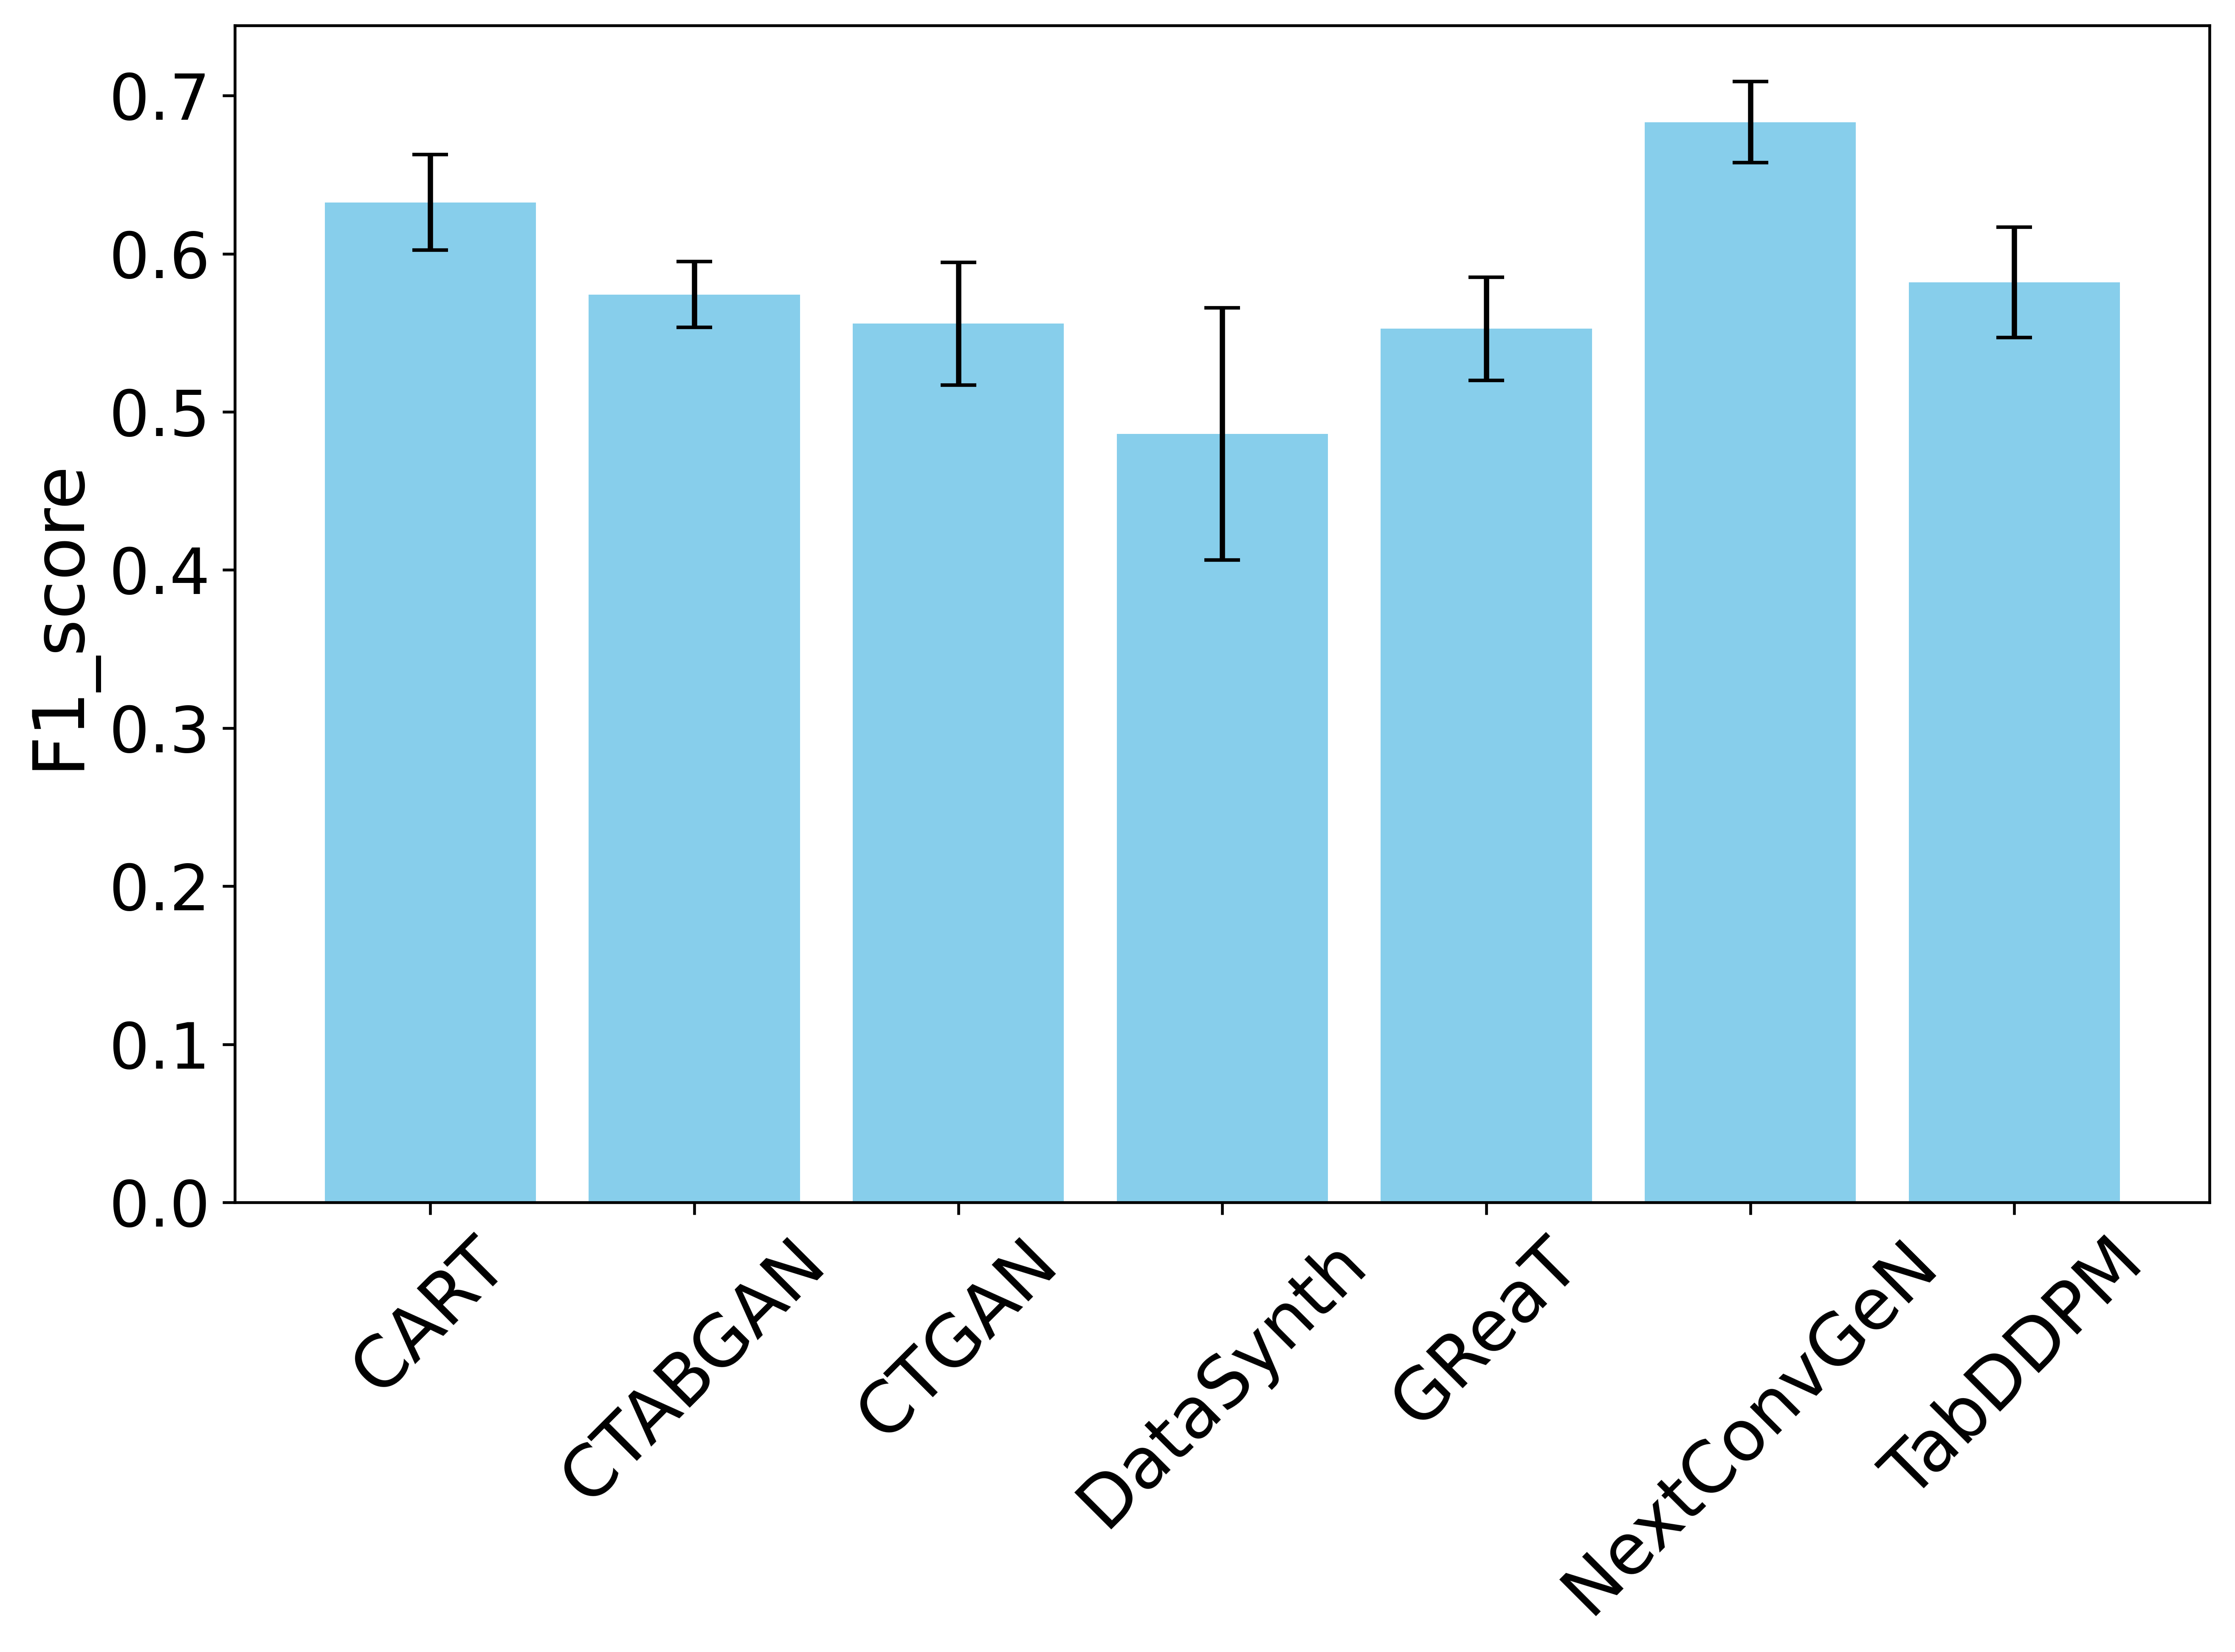 F1_score
0.7
0.6
0.5
0.4
0.3
0.2
0.1
0.0
CART
CTABGAN
CTGAN
DataSynth
GReaT
NextConvGeN
TabDDPM